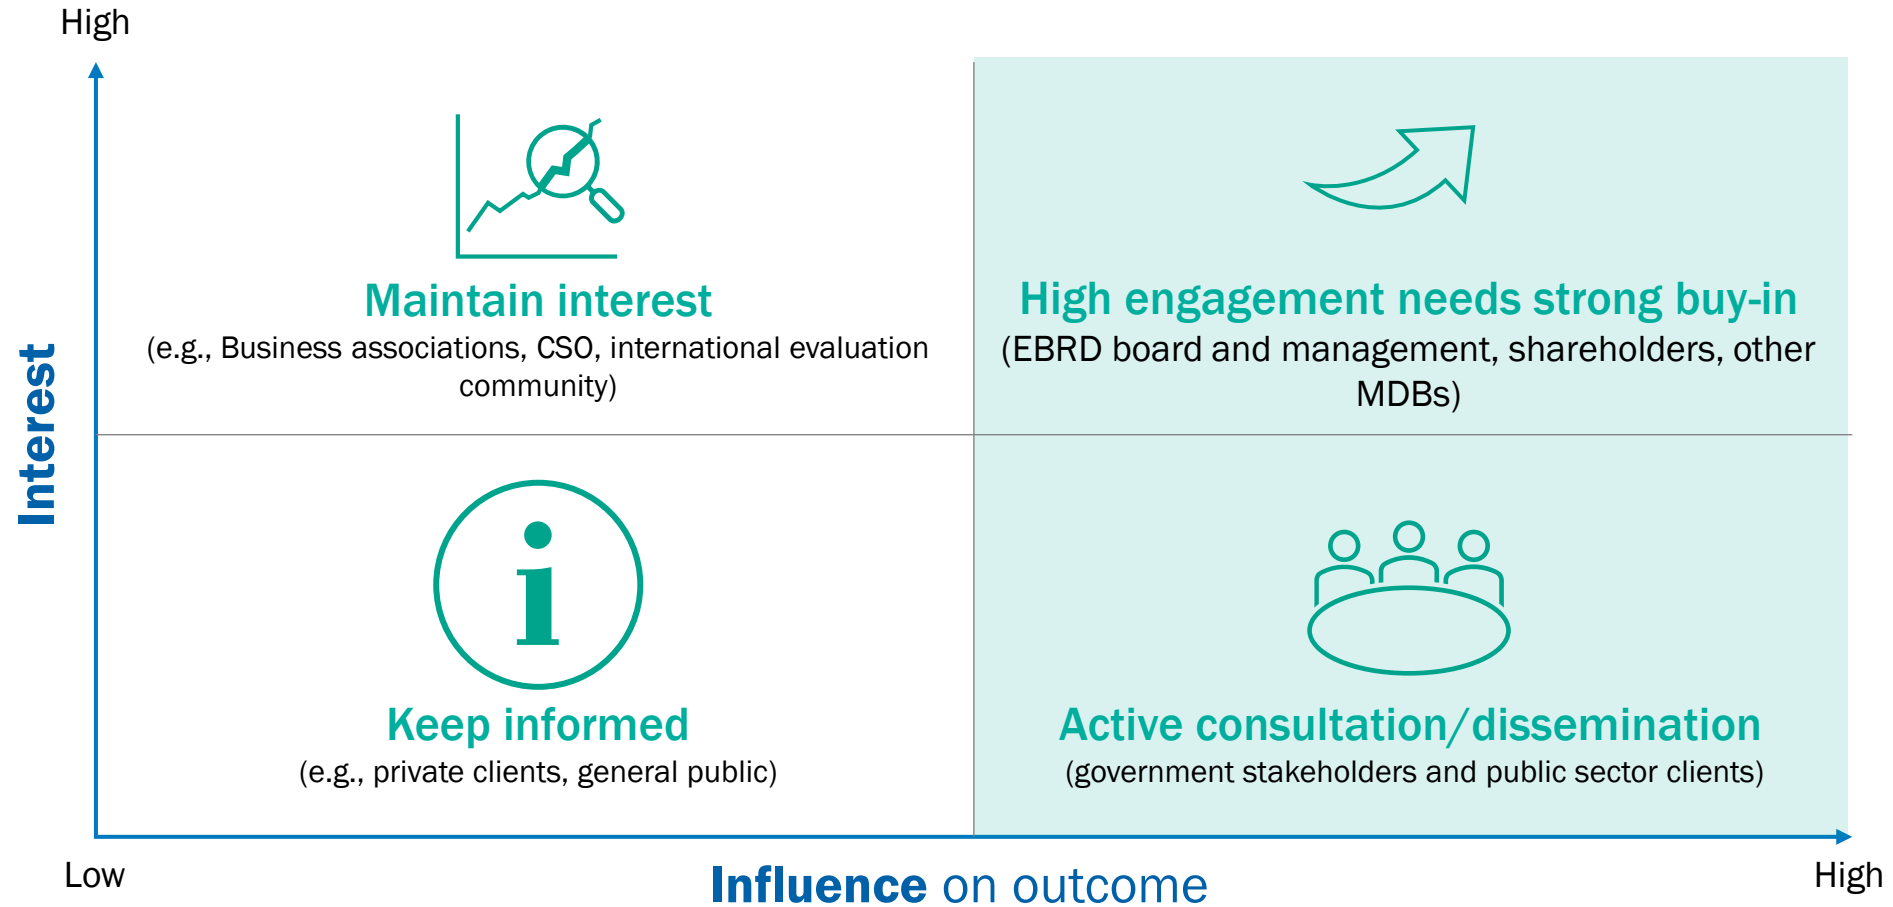 High
Maintain interest
(e.g., Business associations, CSO, international evaluation
community)
High engagement needs strong buy-in
(EBRD board and management, shareholders, other
MDBs)
Interest
Keep informed
(e.g., private clients, general public)
Active consultation/dissemination
(government stakeholders and public sector clients)
Low
Influence on outcome
High